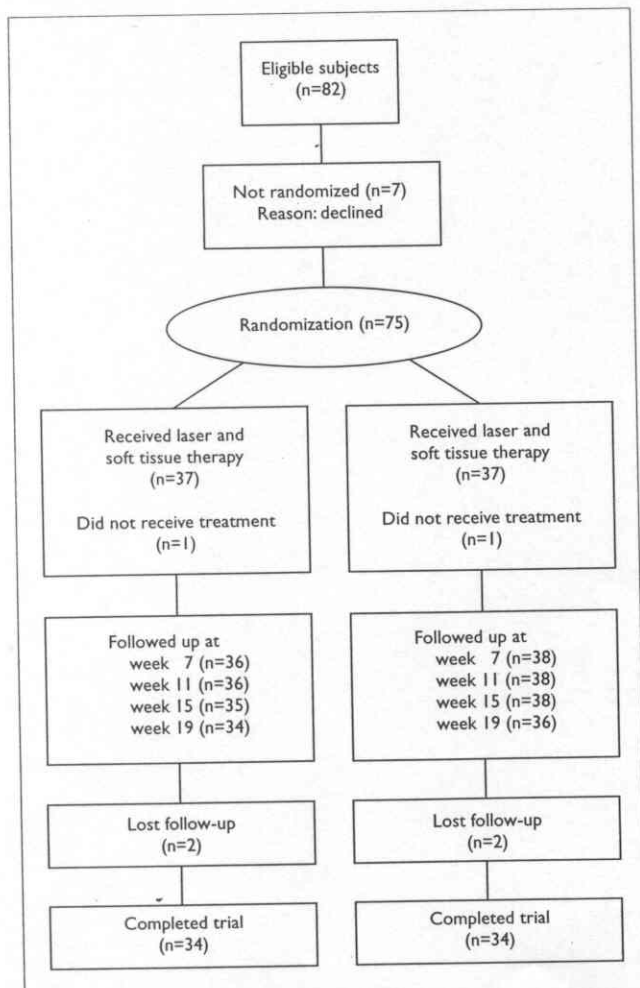 Eligible subjects
(n=82)
Not randomized (n=7)
Reason: declined
Randomization (n=75)
Received laser and
soft tissue therapy
(n=37)
Did not receive treatment
(n=1)
Received laser and
soft tissue therapy
(n=37)
Did not receive treatment
(n=1)
Followed up at
week 7 (n=36)
week 11 (n=36)
week 15 (n=35)
week 19 (n=34)
Followed up at
week 7 (n=38)
week 11 (n=38)
week 15 (n=38)
week 19 (n=36)
Lost follow-up
(n=2)
Lost follow-up
(n=2)
Completed trial
(n=34)
Completed trial
(n=34)